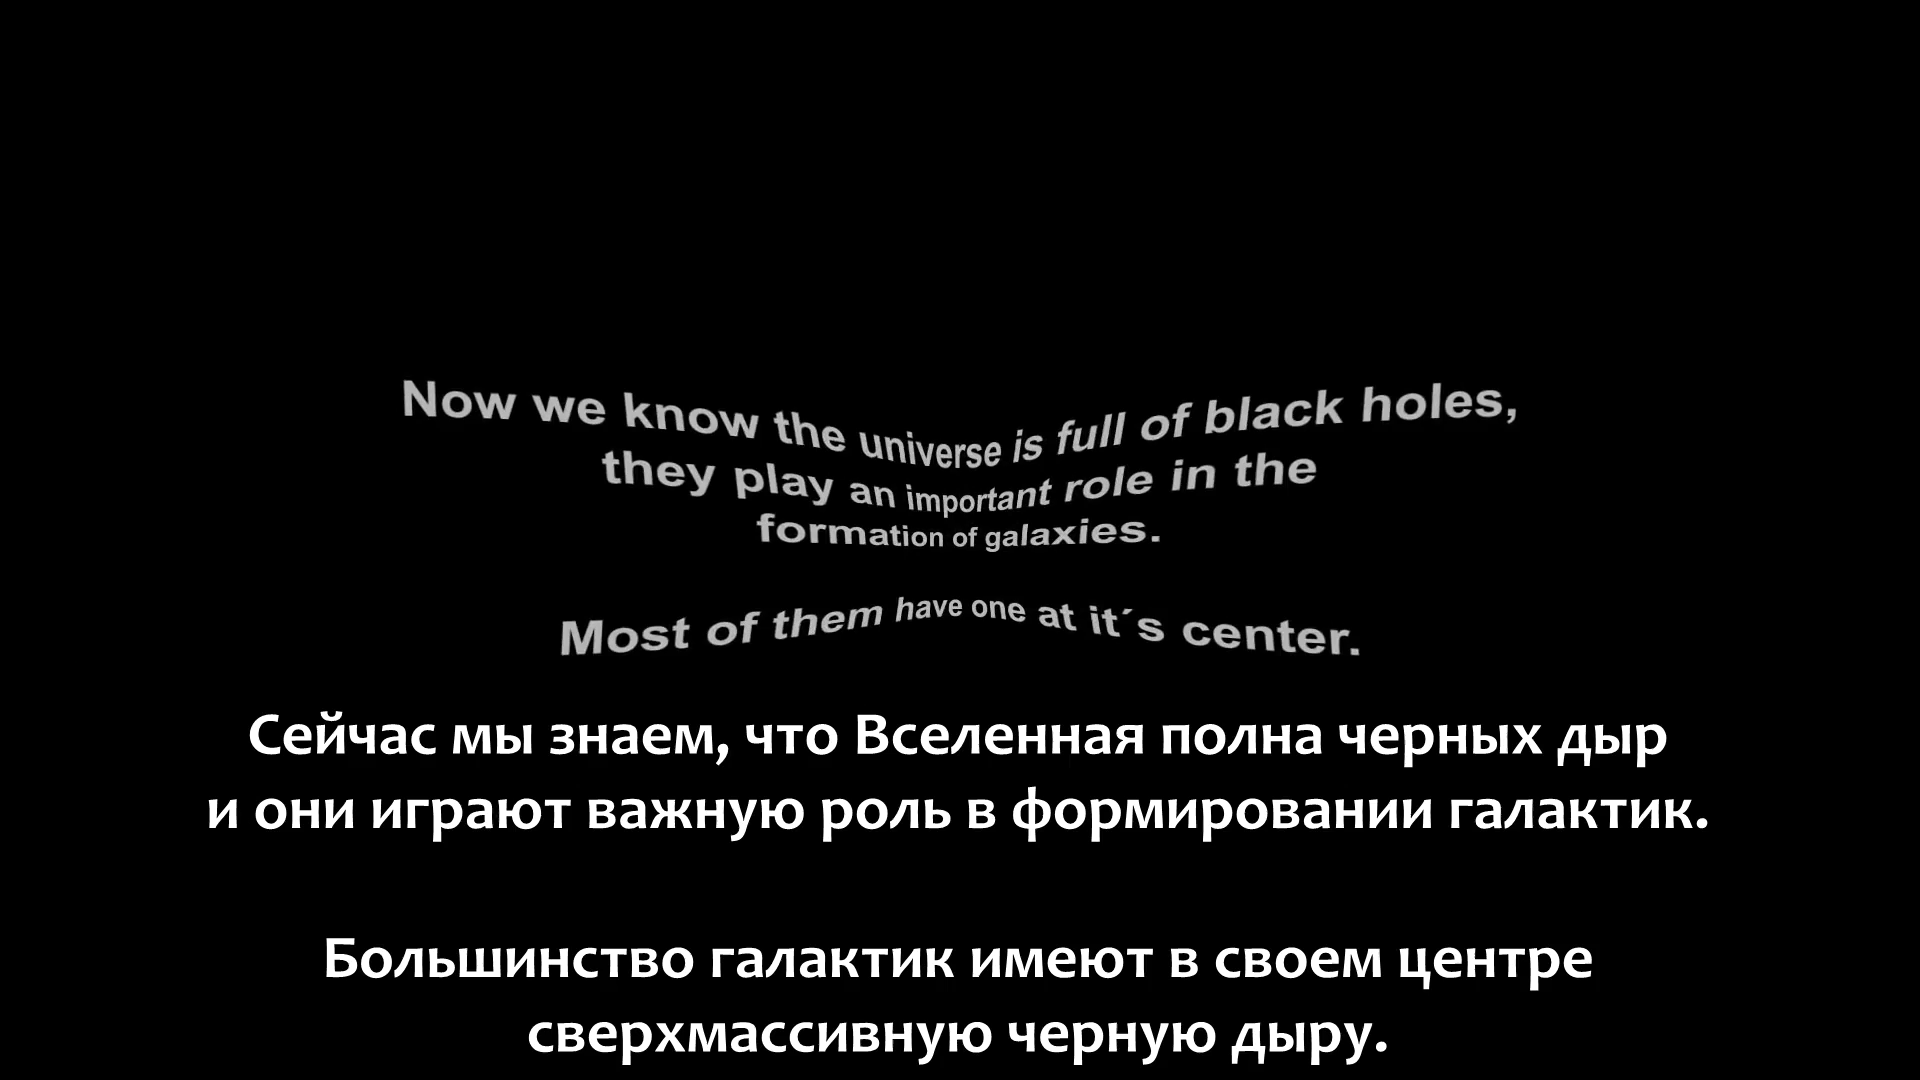 Now we know the universe is full of black holes,
they play an important role in the
formation of galaxies.
Most of them have one at it´s center.
Сейчас мы знаем, что Вселенная полна черных дыр
и они играют важную роль в формировании галактик.
Большинство галактик имеют в своем центре
сверхмассивную черную дыру.